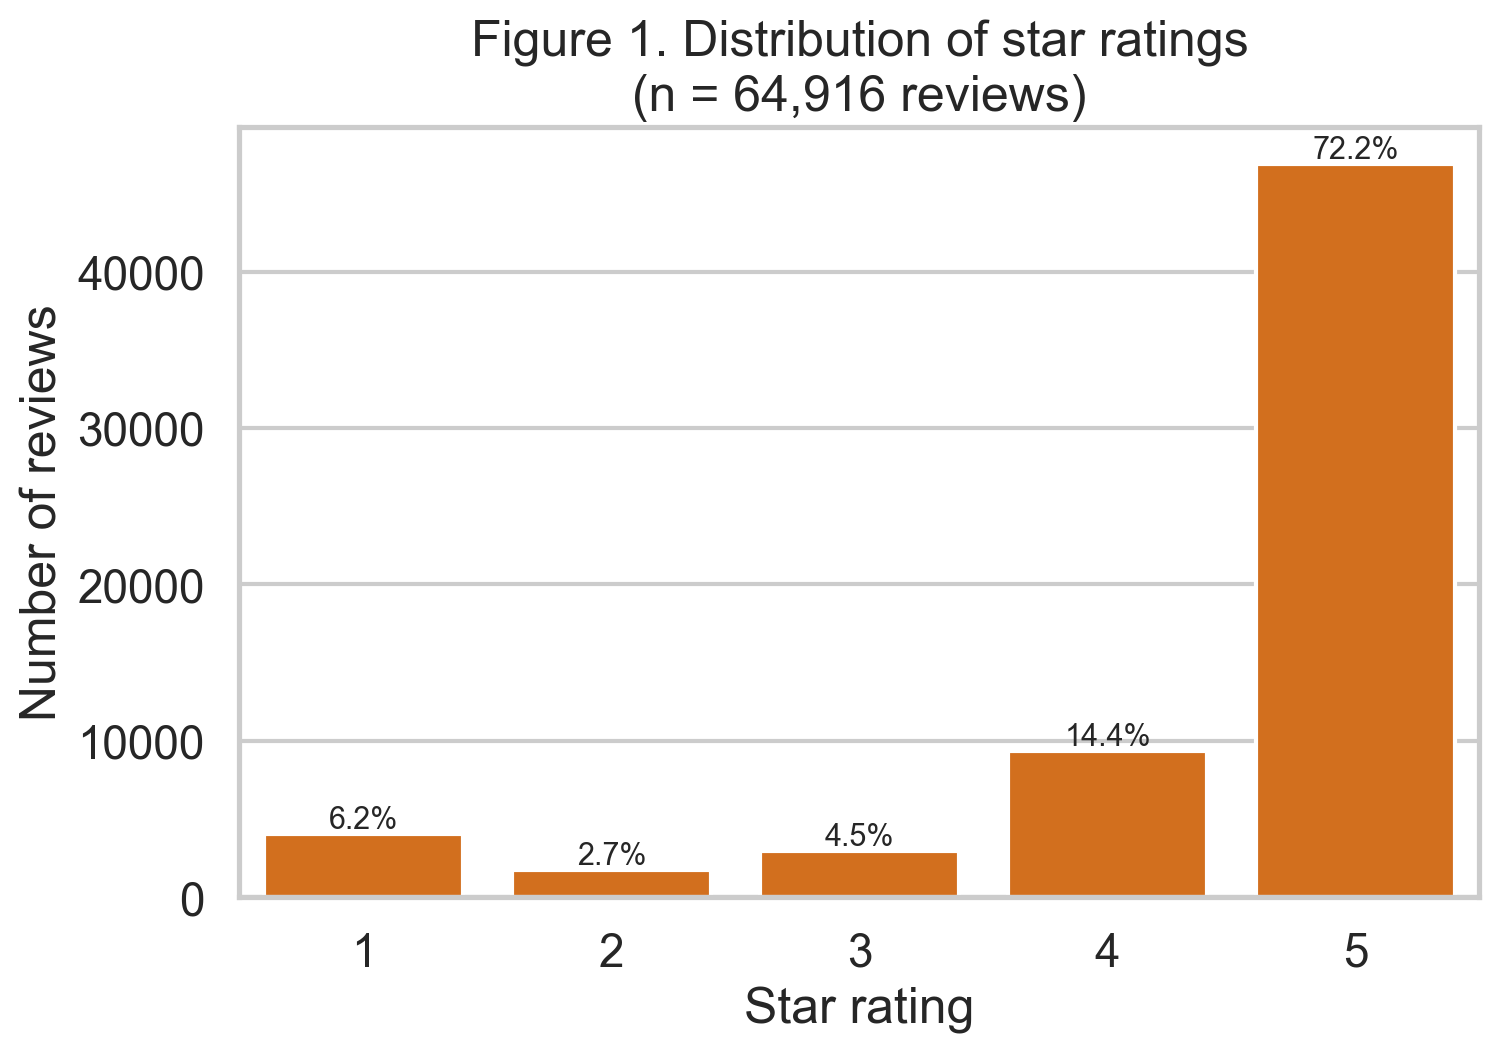 Figure 1. Distribution of star ratings
(n = 64,916 reviews)
72.2%
40000
30000
20000
10000
14.4%
6.2%
4.5%
2.7%
0
Number of reviews
1 2 3 4 5
Star rating